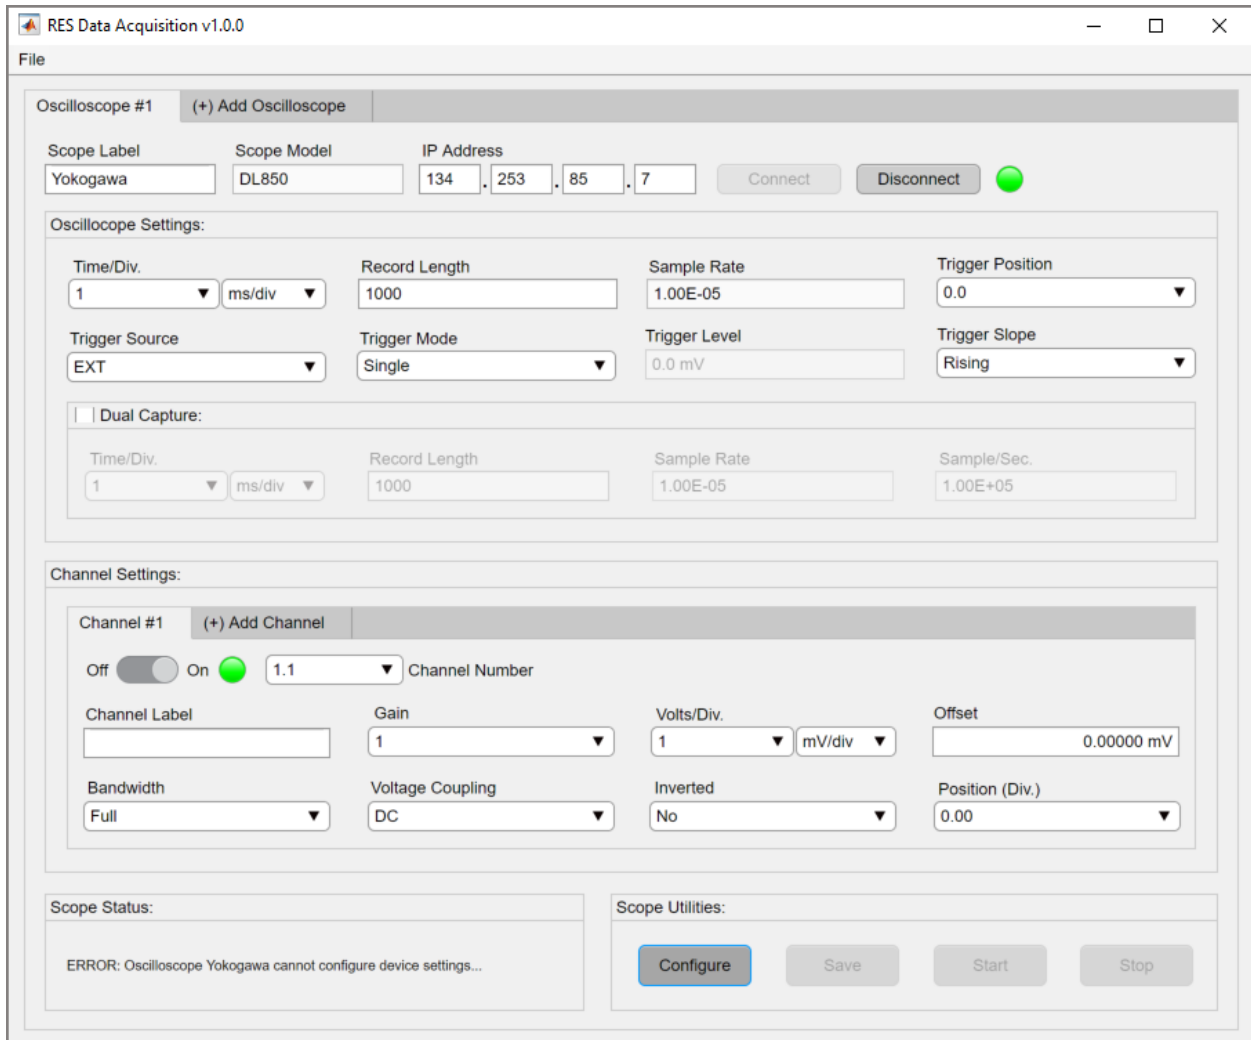 RES Data Acquisition v1.0.0
File
Oscilloscope #1 (+) Add Oscilloscope
Scope Label Scope Model IP Address
Yokogawa DL850 134 . 253 . 85 . 7 Connect Disconnect
Oscillocope Settings:
Time/Div. Record Length Sample Rate Trigger Position
1 ms/div 1000 1.00E-05 0.0
Trigger Source Trigger Mode Trigger Level Trigger Slope
EXT Single 0.0 mV Rising
Dual Capture:
Time/Div. Record Length Sample Rate Sample/Sec.
1 ms/div 1000 1.00E-05 1.00E+05
Channel Settings:
Channel #1 (+) Add Channel
Off On 1.1 Channel Number
Channel Label Gain Volts/Div. Offset
1 1 mV/div 0.00000 mV
Bandwidth Voltage Coupling Inverted Position (Div.)
Full DC No 0.00
Scope Status: Scope Utilities:
ERROR: Oscilloscope Yokogawa cannot configure device settings... Configure Save Start Stop